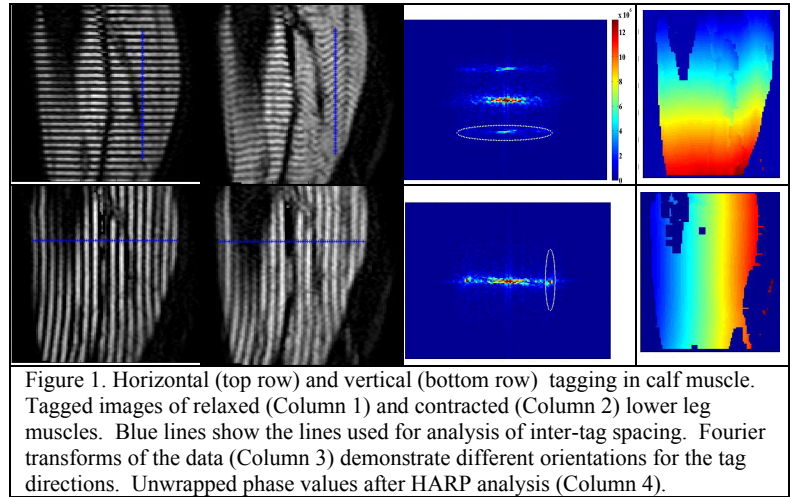 x 10⁵
12
10
8
6
4
2
0
Figure 1. Horizontal (top row) and vertical (bottom row) tagging in calf muscle.
Tagged images of relaxed (Column 1) and contracted (Column 2) lower leg
muscles. Blue lines show the lines used for analysis of inter-tag spacing. Fourier
transforms of the data (Column 3) demonstrate different orientations for the tag
directions. Unwrapped phase values after HARP analysis (Column 4).